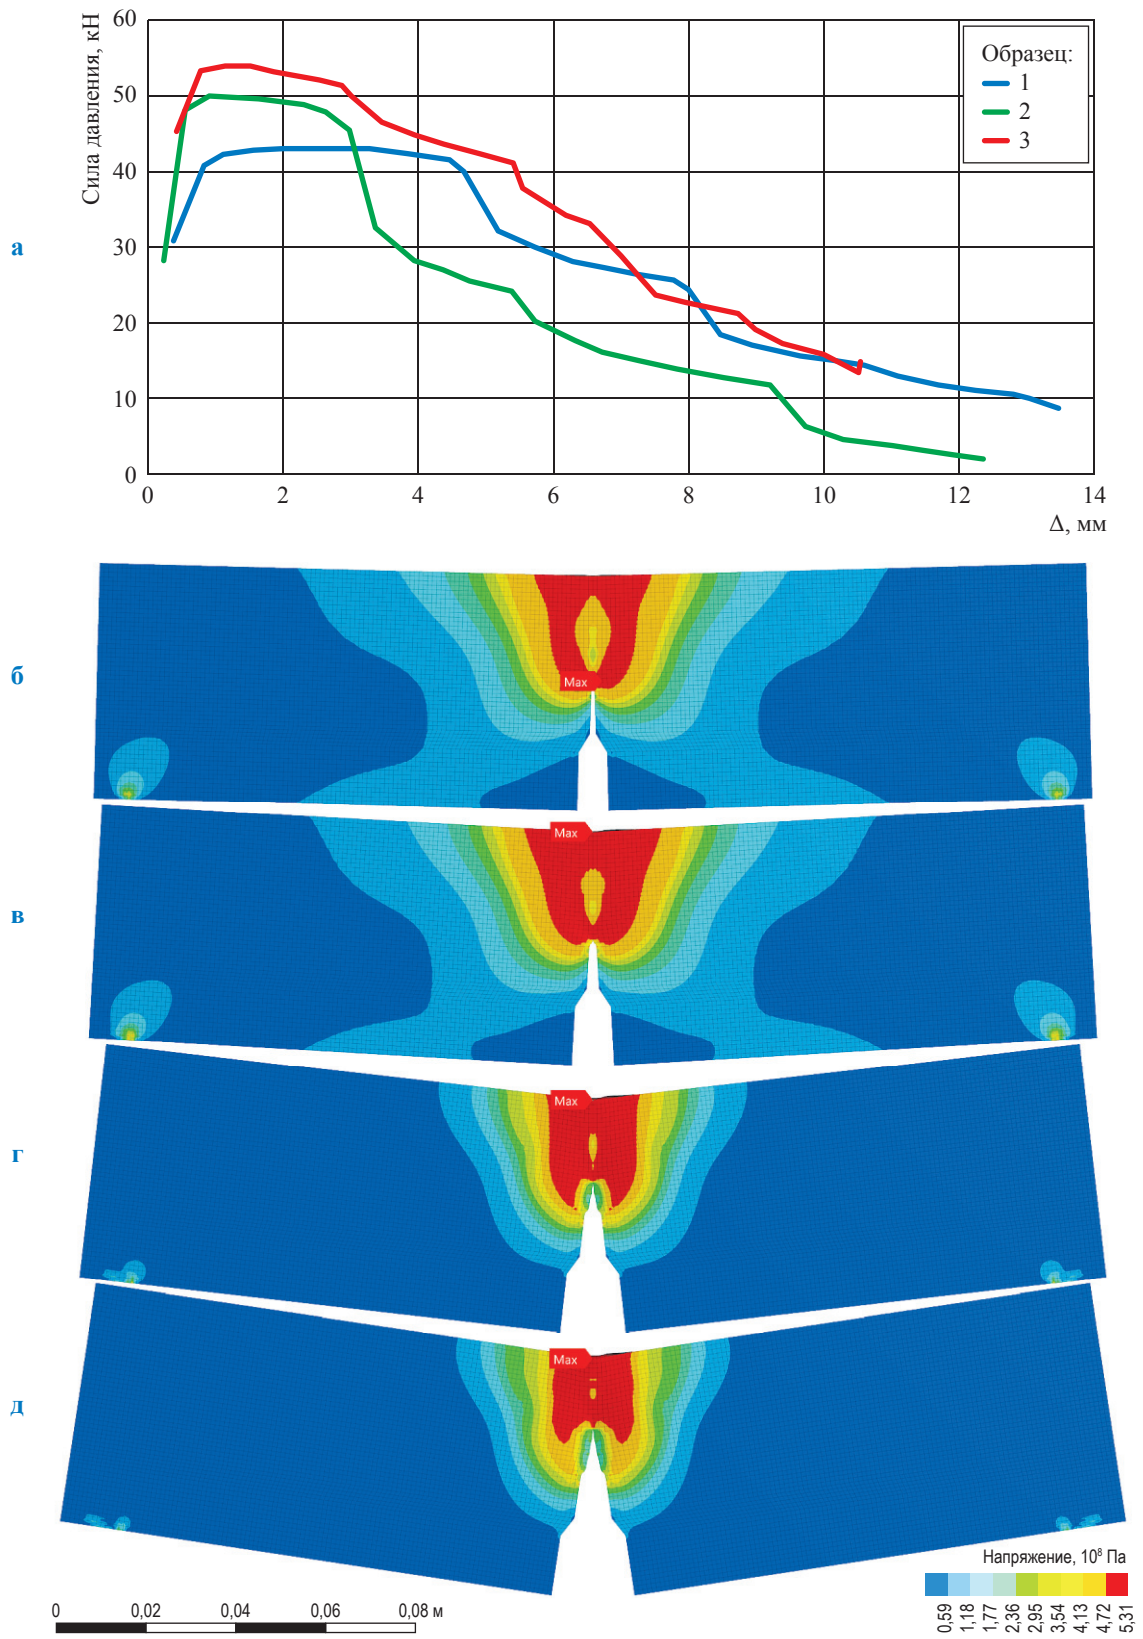 Сила давления, кН
60
50
40
30
20
10
0
0 2 4 6 8 10 12 14
Δ, мм
Образец:
1
2
3
а
б
Max
в
Max
г
Max
д
Max
0 0,02 0,04 0,06 0,08 м
Напряжение, 10⁸ Па
0,59 1,18 1,77 2,36 2,95 3,54 4,13 4,72 5,31